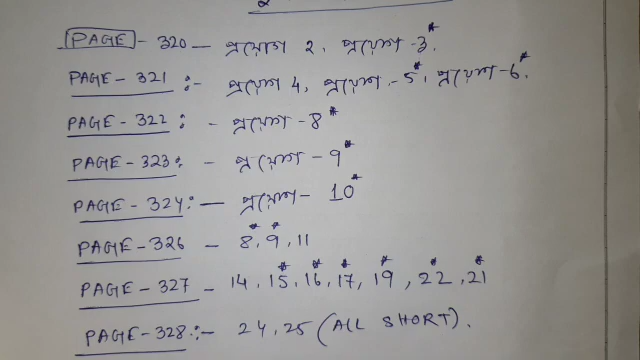 PAGE - 320 — প্রয়োগ 2, প্রয়োগ -3*.
PAGE - 321 :- প্রয়োগ 4, প্রয়োগ -5*, প্রয়োগ -6*.
PAGE - 322 : - প্রয়োগ -8*
PAGE - 323 : - প্রয়োগ -9*
PAGE - 324 : — প্রয়োগ - 10*
PAGE - 326 - 8*, 9*, 11
PAGE - 327 - 14, 15*, 16*, 17*, 19*, 22*, 21*
PAGE - 328 :- 24, 25 (ALL SHORT).